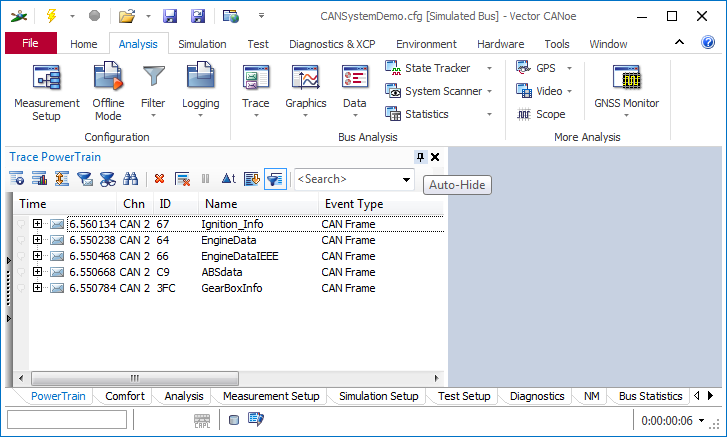 CANSystemDemo.cfg [Simulated Bus] - Vector CANoe
File Home Analysis Simulation Test Diagnostics & XCP Environment Hardware Tools Window
Measurement Setup
Offline Mode
Filter
Logging
Configuration
Trace
Graphics
Data
State Tracker
System Scanner
Statistics
Bus Analysis
GPS
Video
Scope
GNSS Monitor
More Analysis
Trace PowerTrain
<Search>
Auto-Hide
Time Chn ID Name Event Type
6.560134 CAN 2 67 Ignition_Info CAN Frame
6.550238 CAN 2 64 EngineData CAN Frame
6.550468 CAN 2 66 EngineDataIEEE CAN Frame
6.550668 CAN 2 C9 ABSdata CAN Frame
6.550784 CAN 2 3FC GearBoxInfo CAN Frame
PowerTrain Comfort Analysis Measurement Setup Simulation Setup Test Setup Diagnostics NM Bus Statistics
CAPL 0:00:00:06